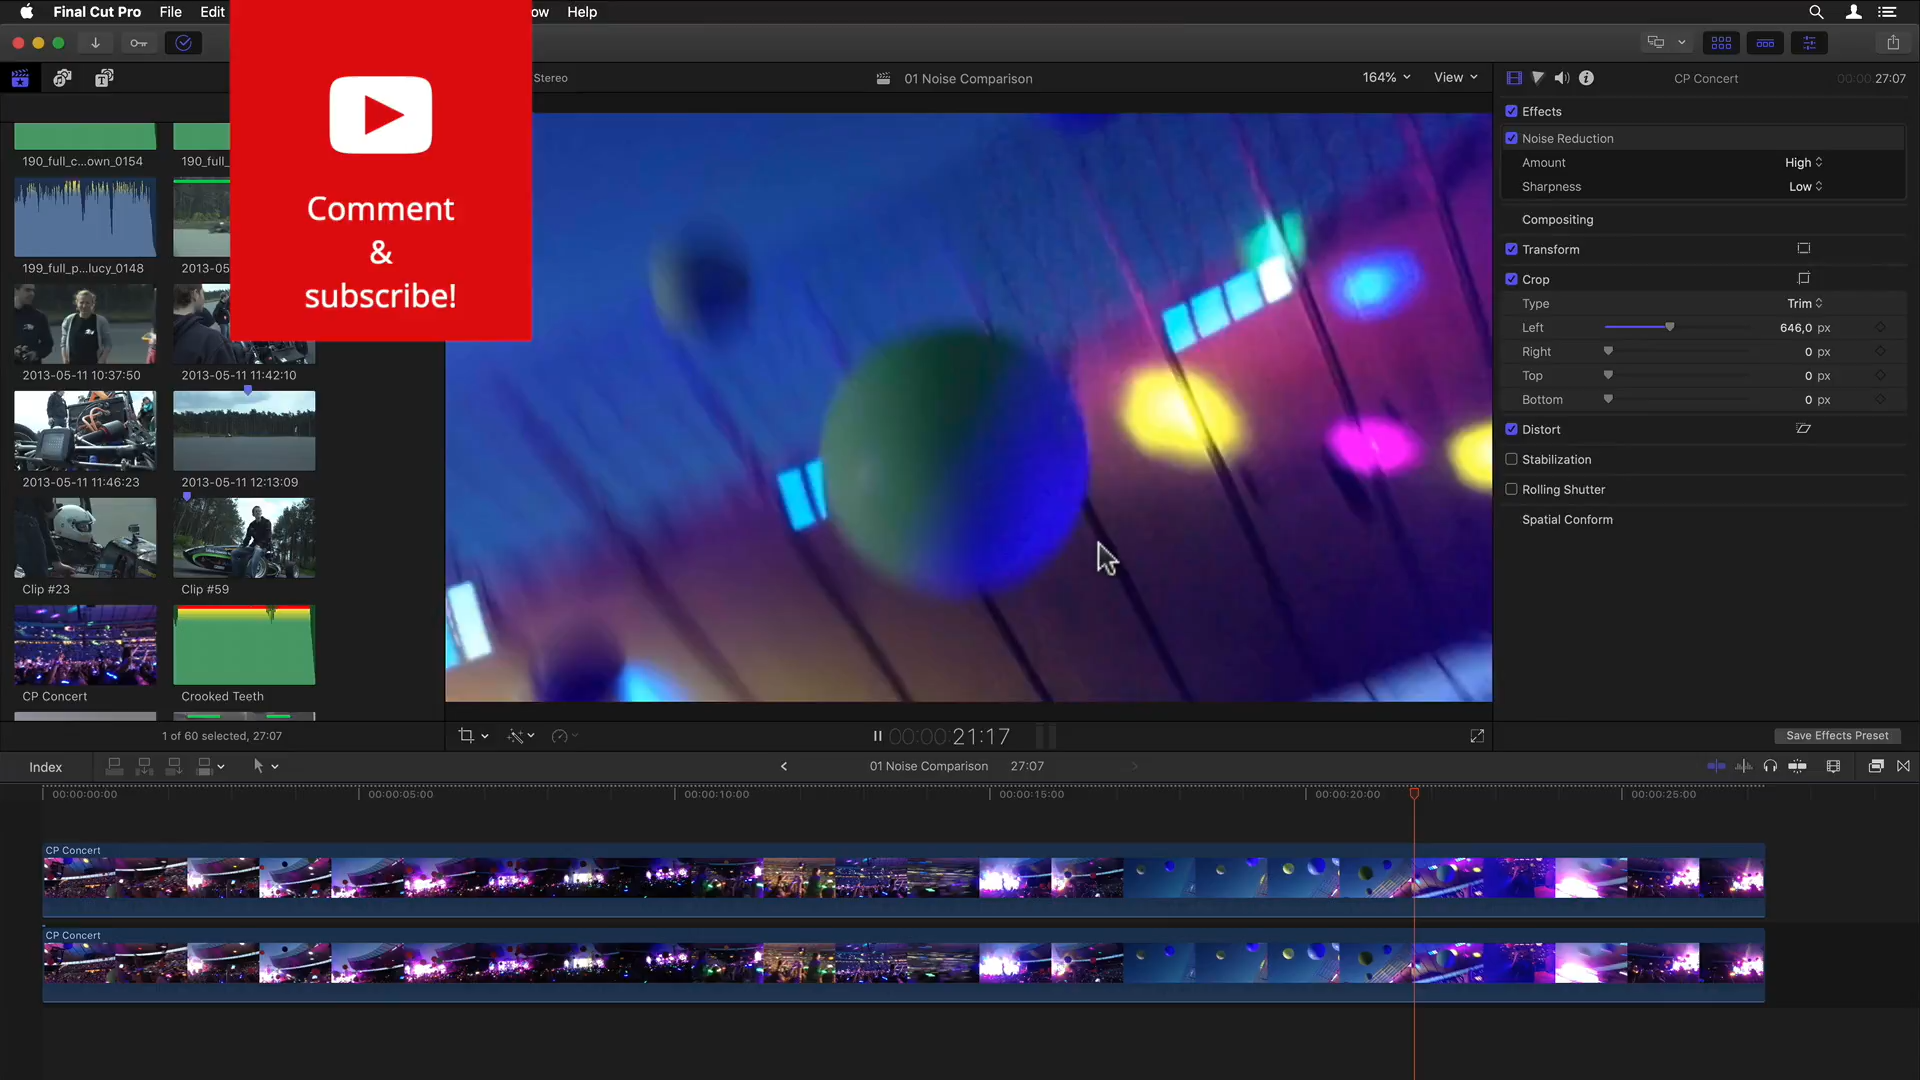 Final Cut Pro File Edit ow Help
Stereo
01 Noise Comparison
164%
View
CP Concert
00:00:27:07
Comment
&
subscribe!
190_full_c...own_0154
190_full_
199_full_p...lucy_0148
2013-05
2013-05-11 10:37:50
2013-05-11 11:42:10
2013-05-11 11:46:23
2013-05-11 12:13:09
Clip #23
Clip #59
CP Concert
Crooked Teeth
1 of 60 selected, 27:07
Effects
Noise Reduction
Amount High
Sharpness Low
Compositing
Transform
Crop
Type Trim
Left 646,0 px
Right 0 px
Top 0 px
Bottom 0 px
Distort
Stabilization
Rolling Shutter
Spatial Conform
Save Effects Preset
00:00:21:17
Index
01 Noise Comparison
27:07
00:00:00:00
00:00:05:00
00:00:10:00
00:00:15:00
00:00:20:00
00:00:25:00
CP Concert
CP Concert